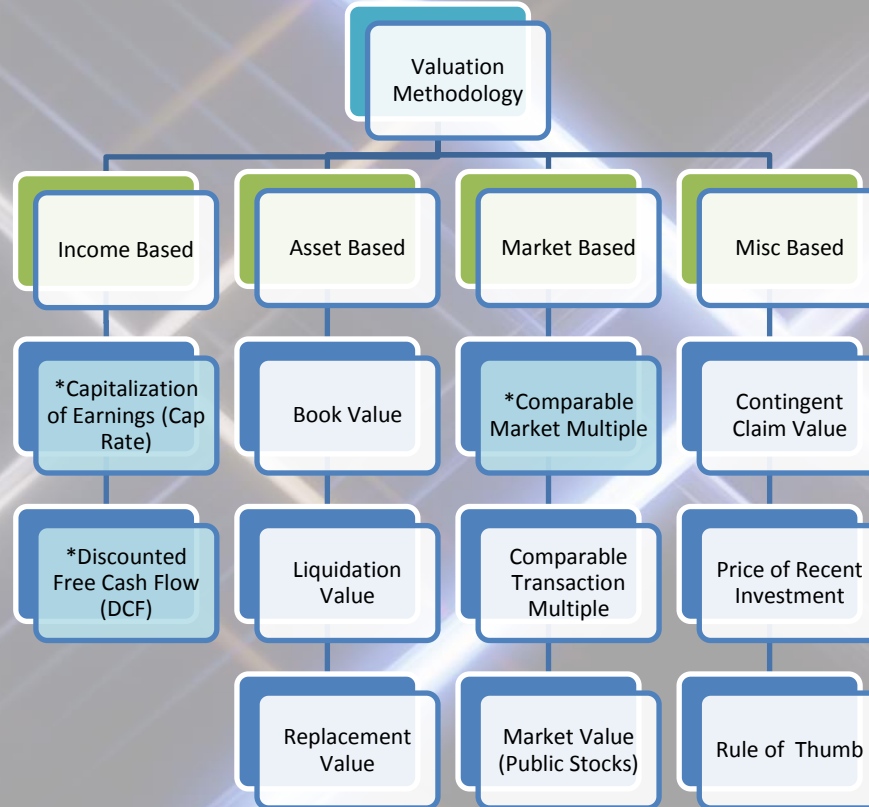 Valuation
Methodology
Income Based
Asset Based
Market Based
Misc Based
*Capitalization
of Earnings (Cap
Rate)
Book Value
*Comparable
Market Multiple
Contingent
Claim Value
*Discounted
Free Cash Flow
(DCF)
Liquidation
Value
Comparable
Transaction
Multiple
Price of Recent
Investment
Replacement
Value
Market Value
(Public Stocks)
Rule of Thumb